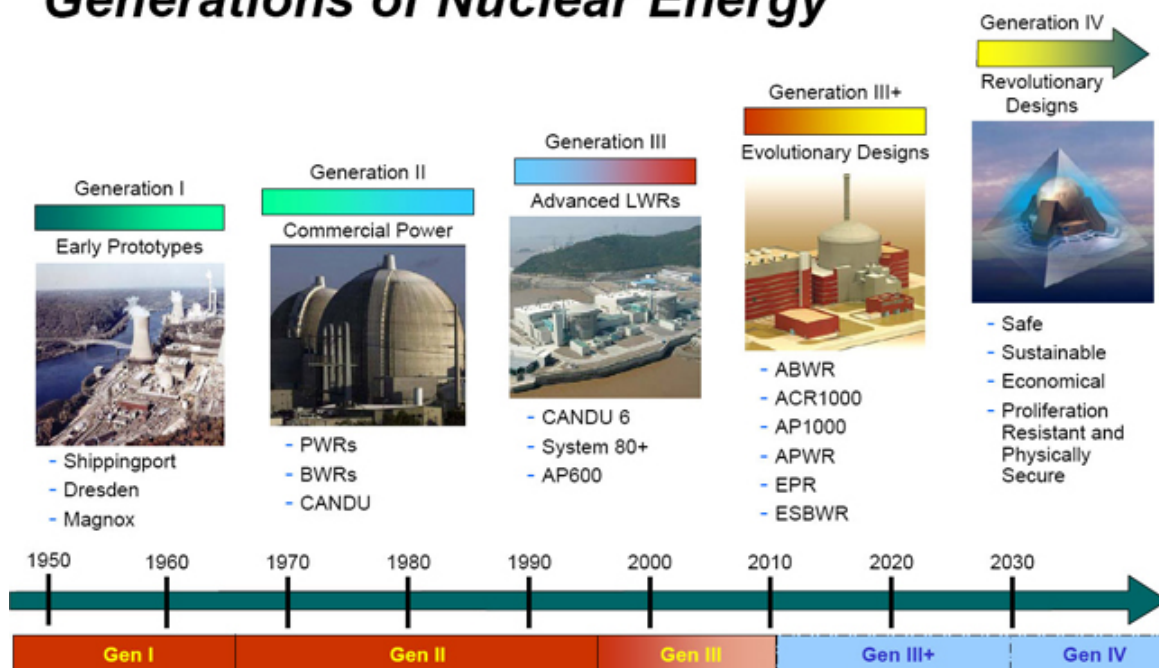 Generations of Nuclear Energy
Generation I
Early Prototypes
- Shippingport
- Dresden
- Magnox
Generation II
Commercial Power
- PWRs
- BWRs
- CANDU
Generation III
Advanced LWRs
- CANDU 6
- System 80+
- AP600
Generation III+
Evolutionary Designs
- ABWR
- ACR1000
- AP1000
- APWR
- EPR
- ESBWR
Generation IV
Revolutionary
Designs
- Safe
- Sustainable
- Economical
- Proliferation
Resistant and
Physically
Secure
1950 1960 1970 1980 1990 2000 2010 2020 2030
Gen I Gen II Gen III Gen III+ Gen IV